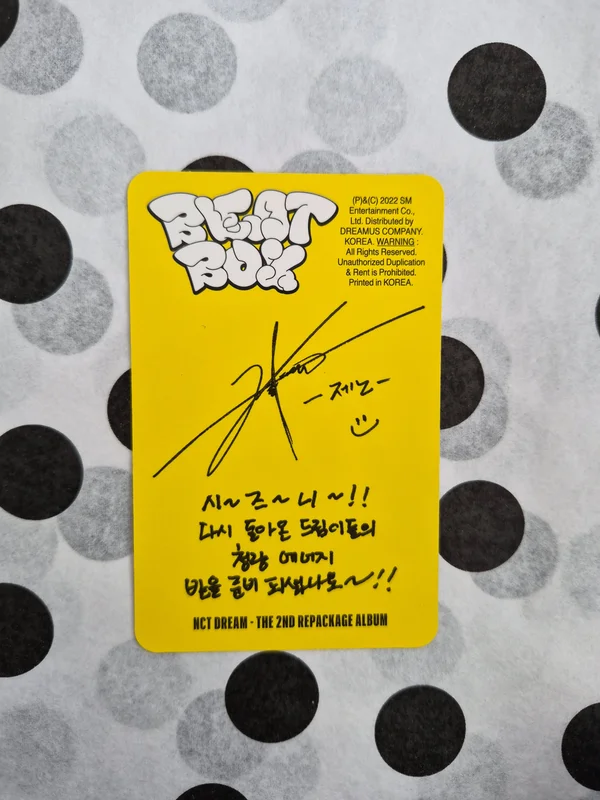 BEAT
BOX
(P)&(C) 2022 SM
Entertainment Co.,
Ltd. Distributed by
DREAMUS COMPANY.
KOREA. WARNING :
All Rights Reserved.
Unauthorized Duplication
& Rent is Prohibited.
Printed in KOREA.
-제노-
시~즈~니~!!
다시 돌아온 드림이들의
청량 에너지
받을 준비 되셨나요~!!
NCT DREAM - THE 2ND REPACKAGE ALBUM